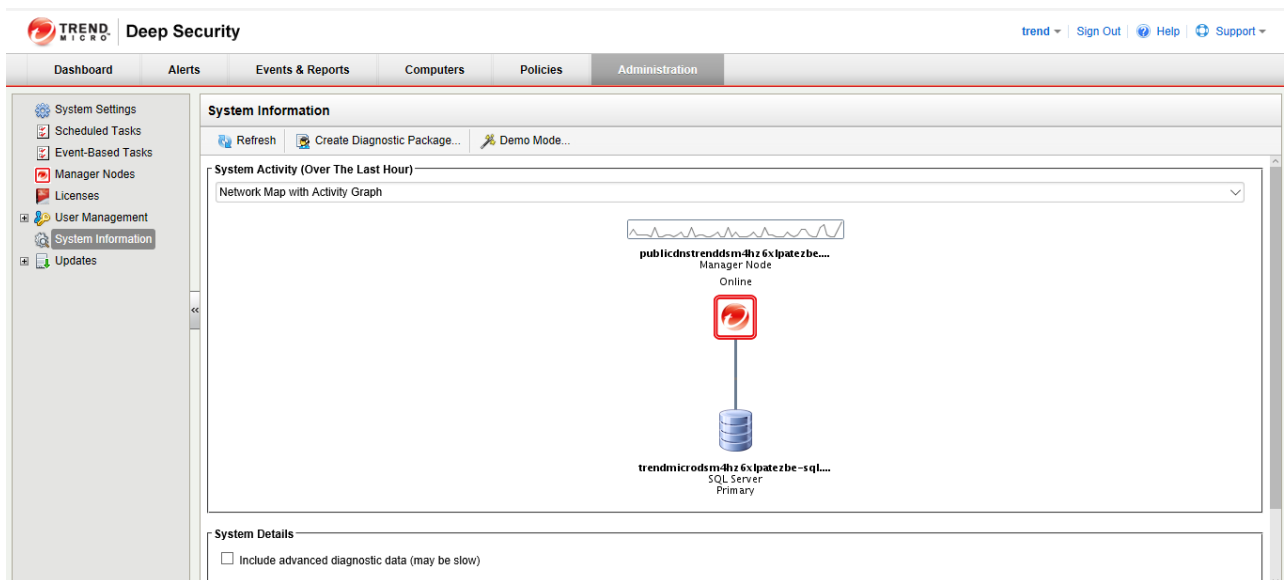 TREND MICRO Deep Security
trend Sign Out Help Support
Dashboard Alerts Events & Reports Computers Policies Administration
System Settings
Scheduled Tasks
Event-Based Tasks
Manager Nodes
Licenses
User Management
System Information
Updates
«
System Information
Refresh Create Diagnostic Package... Demo Mode...
System Activity (Over The Last Hour)
Network Map with Activity Graph
publicdnstrenddsm4hz6xlpatezbe....
Manager Node
Online
trendmicrodsm4hz6xlpatezbe-sql....
SQL Server
Primary
System Details
Include advanced diagnostic data (may be slow)